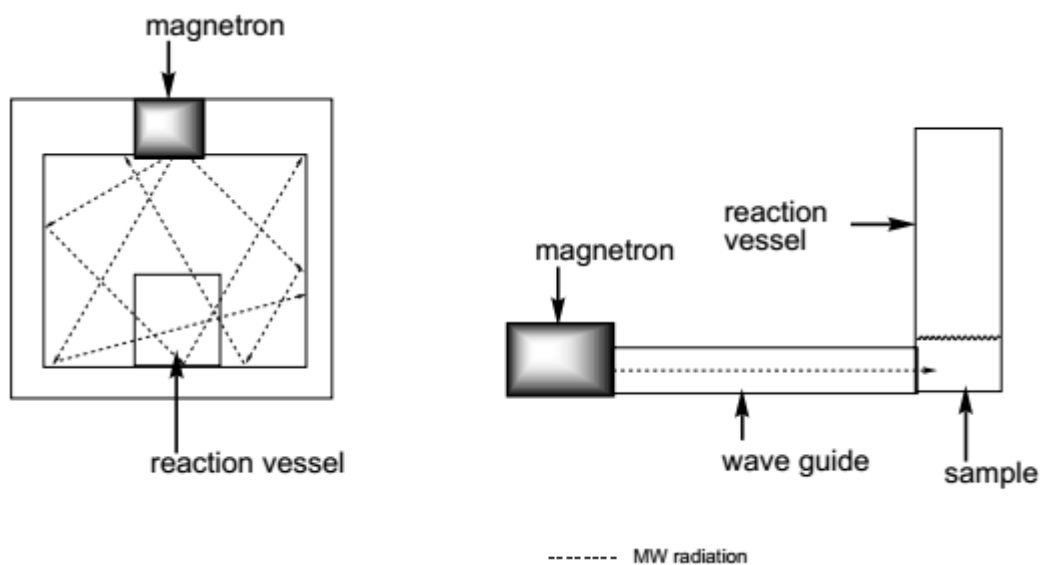 magnetron
reaction vessel
magnetron
reaction
vessel
wave guide
sample
MW radiation